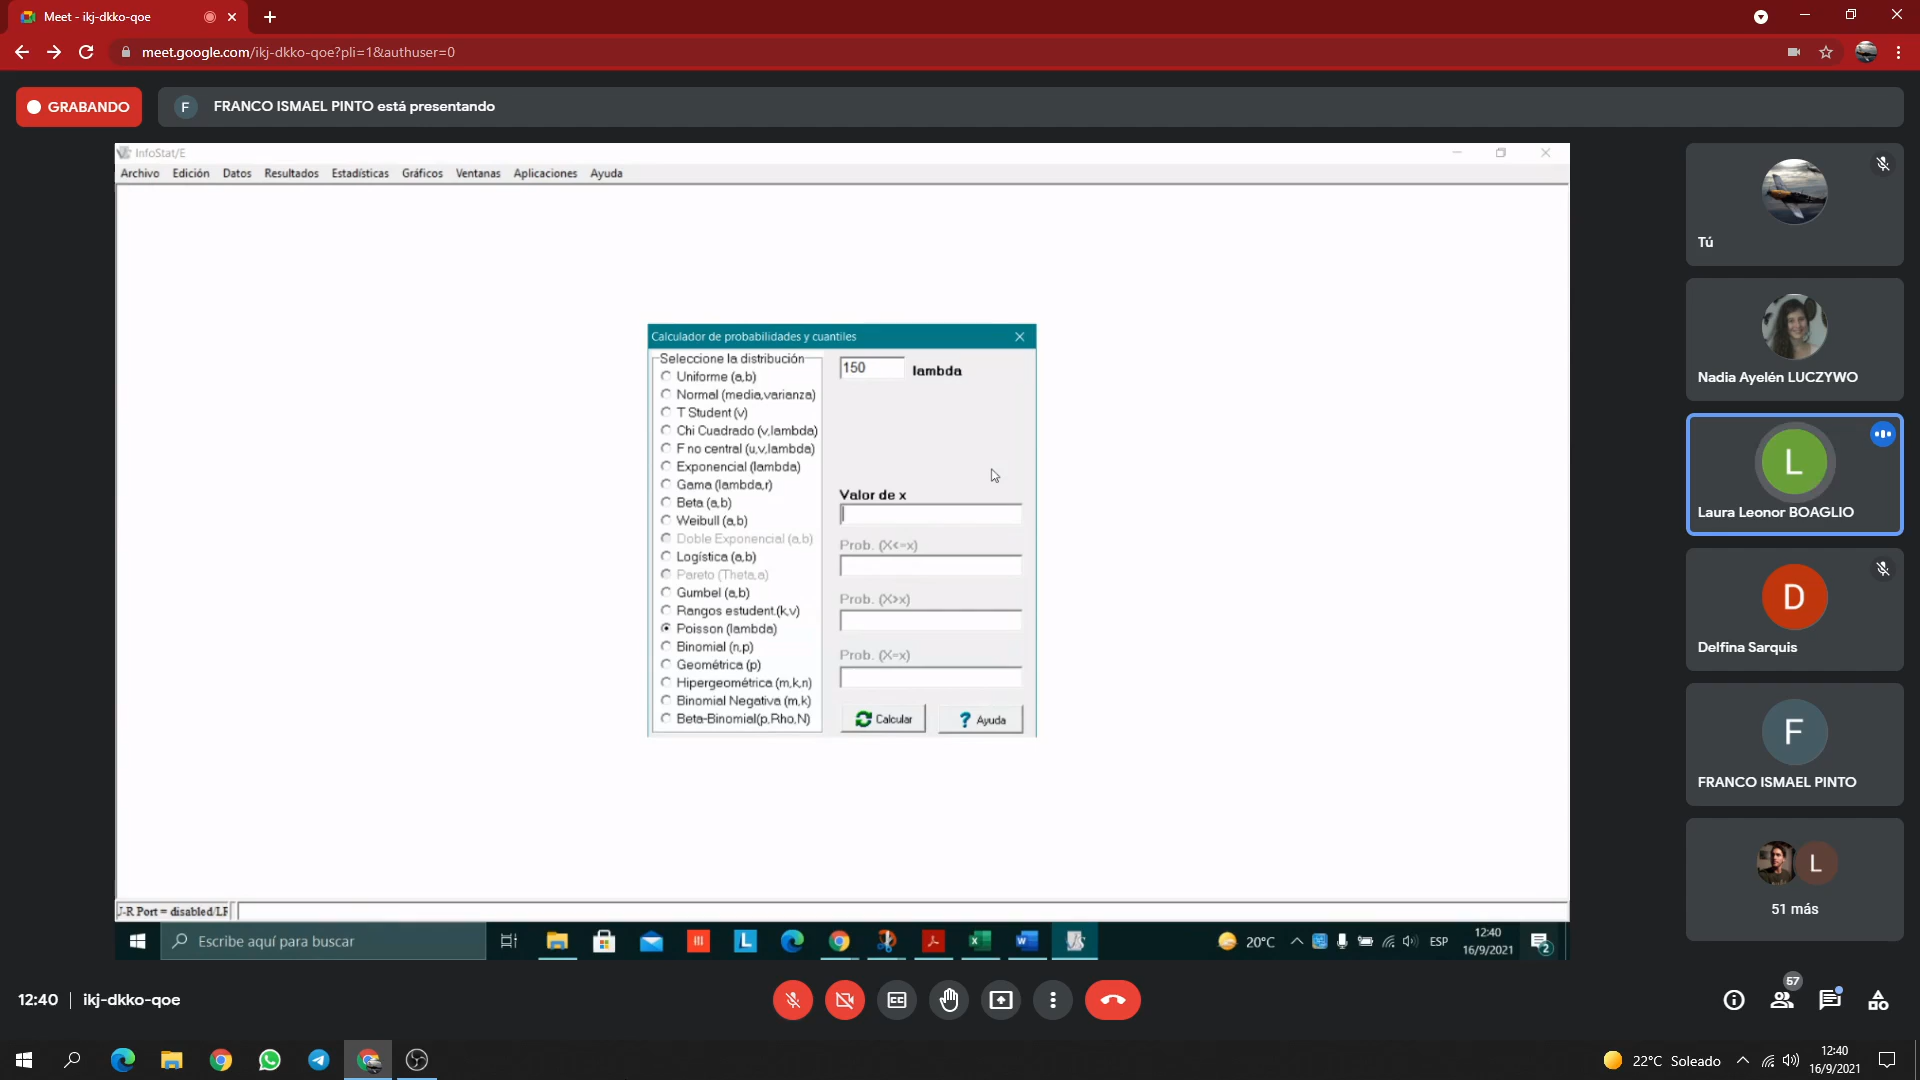 Meet - ikj-dkko-qoe
meet.google.com/ikj-dkko-qoe?pli=1&authuser=0
GRABANDO
F
FRANCO ISMAEL PINTO está presentando
InfoStat/E
Archivo Edición Datos Resultados Estadísticas Gráficos Ventanas Aplicaciones Ayuda
Calculador de probabilidades y cuantiles
Seleccione la distribución
Uniforme (a,b)
Normal (media,varianza)
T Student (v)
Chi Cuadrado (v,lambda)
F no central (u,v,lambda)
Exponencial (lambda)
Gama (lambda,r)
Beta (a,b)
Weibull (a,b)
Doble Exponencial (a,b)
Logística (a,b)
Pareto (Theta,a)
Gumbel (a,b)
Rangos estudent.(k,v)
Poisson (lambda)
Binomial (n,p)
Geométrica (p)
Hipergeométrica (m,k,n)
Binomial Negativa (m,k)
Beta-Binomial(p,Rho,N)
150 lambda
Valor de x
Prob. (X<=x)
Prob. (X>x)
Prob. (X=x)
Calcular
? Ayuda
J-R Port = disabled/LF
Escribe aquí para buscar
20°C
ESP
12:40
16/9/2021
2
Tú
Nadia Ayelén LUCZYWO
L
Laura Leonor BOAGLIO
D
Delfina Sarquis
F
FRANCO ISMAEL PINTO
L
51 más
12:40 | ikj-dkko-qoe
57
22°C Soleado
12:40
16/9/2021